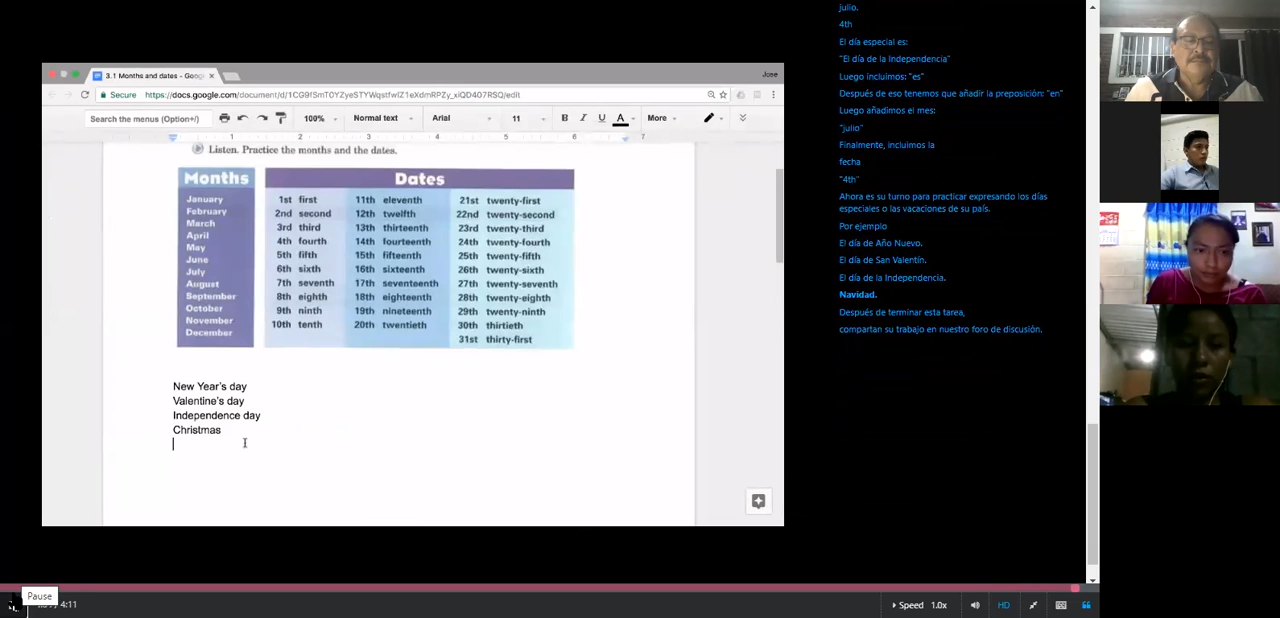 julio,
4th
El día especial es:
"El día de la Independencia"
Luego incluimos: "es"
Después de eso tenemos que añadir la preposición: "en"
Luego añadimos el mes:
"julio"
Finalmente, incluimos la
fecha
"4th"
Ahora es su turno para practicar expresando los días
especiales o las vacaciones de su país.
Por ejemplo
El día de Año Nuevo.
El día de San Valentín.
El día de la Independencia.
Navidad.
Después de terminar esta tarea,
compartan su trabajo en nuestro foro de discusión.
3.1 Months and dates - Goog
Jose
Secure
Search the menus (Option+/)
100%
Normal text
Arial
11
B I U A
More
1 2 3 4 5 6 7
Listen. Practice the months and the dates.
Months
January
February
March
April
May
June
July
August
September
October
November
December
Dates
1st first
2nd second
3rd third
4th fourth
5th fifth
6th sixth
7th seventh
8th eighth
9th ninth
10th tenth
11th eleventh
12th twelfth
13th thirteenth
14th fourteenth
15th fifteenth
16th sixteenth
17th seventeenth
18th eighteenth
19th nineteenth
20th twentieth
21st twenty-first
22nd twenty-second
23rd twenty-third
24th twenty-fourth
25th twenty-fifth
26th twenty-sixth
27th twenty-seventh
28th twenty-eighth
29th twenty-ninth
30th thirtieth
31st thirty-first
New Year's day
Valentine's day
Independence day
Christmas
Pause
4:11
Speed 1.0x
HD